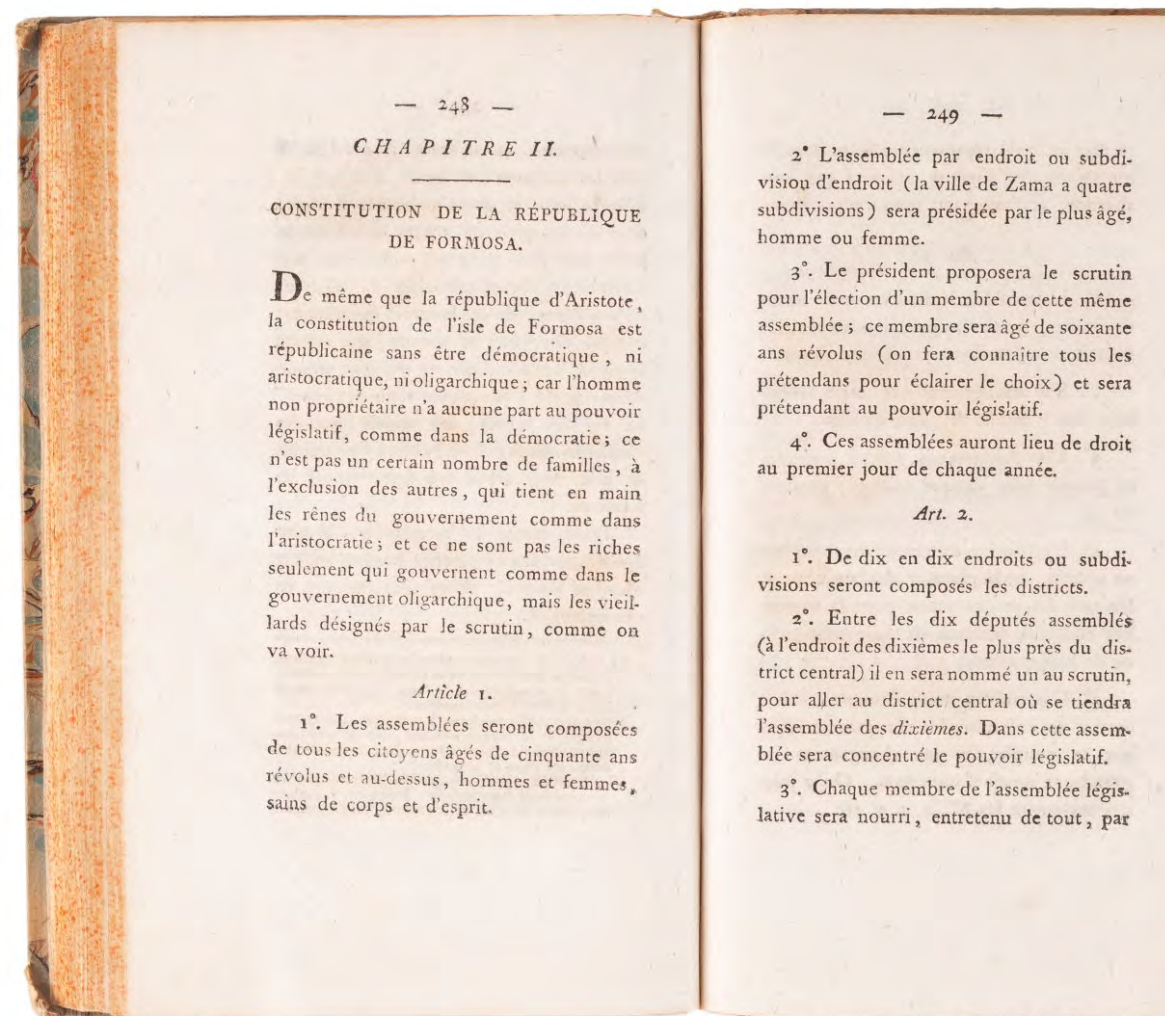 — 248 —
CHAPITRE II.
CONSTITUTION DE LA RÉPUBLIQUE
DE FORMOSA.
De même que la république d'Aristote,
la constitution de l'isle de Formosa est
républicaine sans être démocratique, ni
aristocratique, ni oligarchique; car l'homme
non propriétaire n'a aucune part au pouvoir
législatif, comme dans la démocratie; ce
n'est pas un certain nombre de familles, à
l'exclusion des autres, qui tient en main
les rênes du gouvernement comme dans
l'aristocratie; et ce ne sont pas les riches
seulement qui gouvernent comme dans le
gouvernement oligarchique, mais les vieil-
lards désignés par le scrutin, comme on
va voir.
Article 1.
1°. Les assemblées seront composées
de tous les citoyens âgés de cinquante ans
révolus et au-dessus, hommes et femmes,
sains de corps et d'esprit.
— 249 —
2° L'assemblée par endroit ou subdi-
visiou d'endroit (la ville de Zama a quatre
subdivisions) sera présidée par le plus âgé,
homme ou femme.
3°. Le président proposera le scrutin
pour l'élection d'un membre de cette même
assemblée; ce membre sera âgé de soixante
ans révolus (on fera connaître tous les
prétendans pour éclairer le choix) et sera
prétendant au pouvoir législatif.
4°. Ces assemblées auront lieu de droit
au premier jour de chaque année.
Art. 2.
1°. De dix en dix endroits ou subdi-
visions seront composés les districts.
2°. Entre les dix députés assemblés
(à l'endroit des dixièmes le plus près du dis-
trict central) il en sera nommé un au scrutin,
pour aller au district central où se tiendra
l'assemblée des dixièmes. Dans cette assem-
blée sera concentré le pouvoir législatif.
3°. Chaque membre de l'assemblée légis-
lative sera nourri, entretenu de tout, par